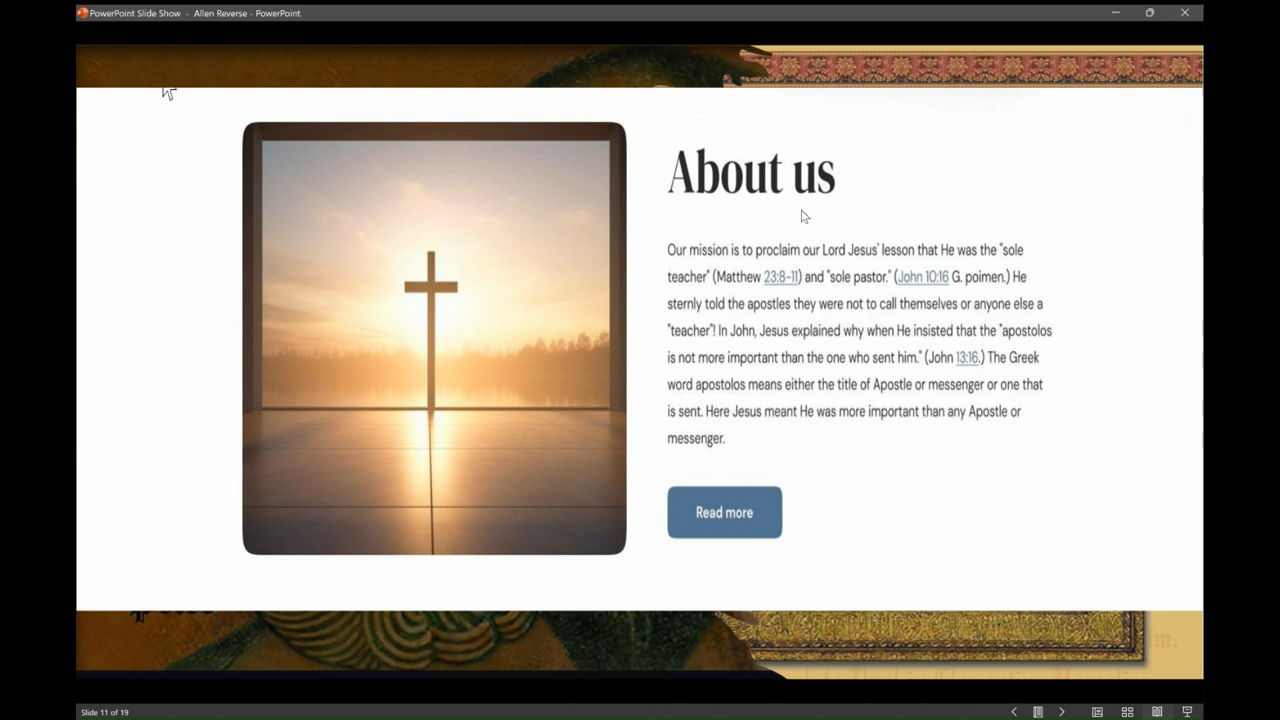 PowerPoint Slide Show - Allen Reverse - PowerPoint
About us
Our mission is to proclaim our Lord Jesus' lesson that He was the "sole
teacher" (Matthew 23:8-11) and "sole pastor." (John 10:16 G. poimen.) He
sternly told the apostles they were not to call themselves or anyone else a
"teacher"! In John, Jesus explained why when He insisted that the "apostolos
is not more important than the one who sent him." (John 13:16.) The Greek
word apostolos means either the title of Apostle or messenger or one that
is sent. Here Jesus meant He was more important than any Apostle or
messenger.
Read more
Slide 11 of 19